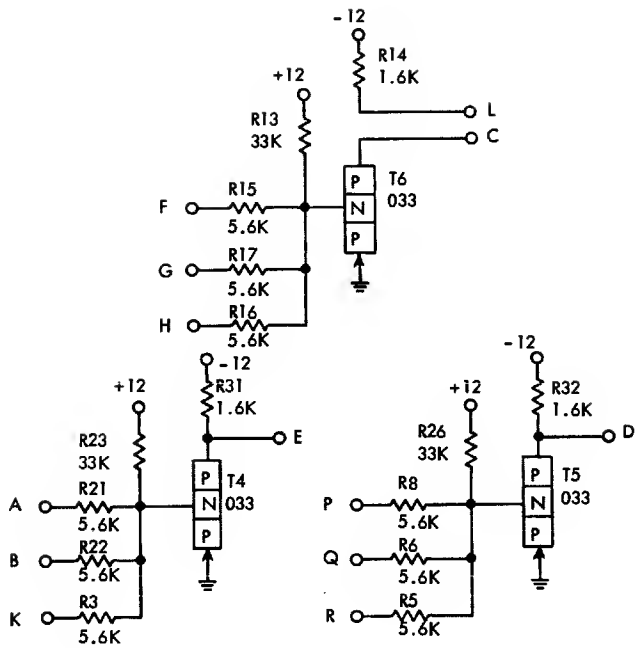 -12
R14
1.6K
L
+12
R13
33K
C
P
T6
N
033
P
F
R15
5.6K
G
R17
5.6K
H
R16
5.6K
-12
R31
1.6K
+12
E
R23
33K
P
T4
N
033
P
A
R21
5.6K
B
R22
5.6K
K
R3
5.6K
-12
R32
1.6K
+12
D
R26
33K
P
T5
N
033
P
P
R8
5.6K
Q
R6
5.6K
R
R5
5.6K